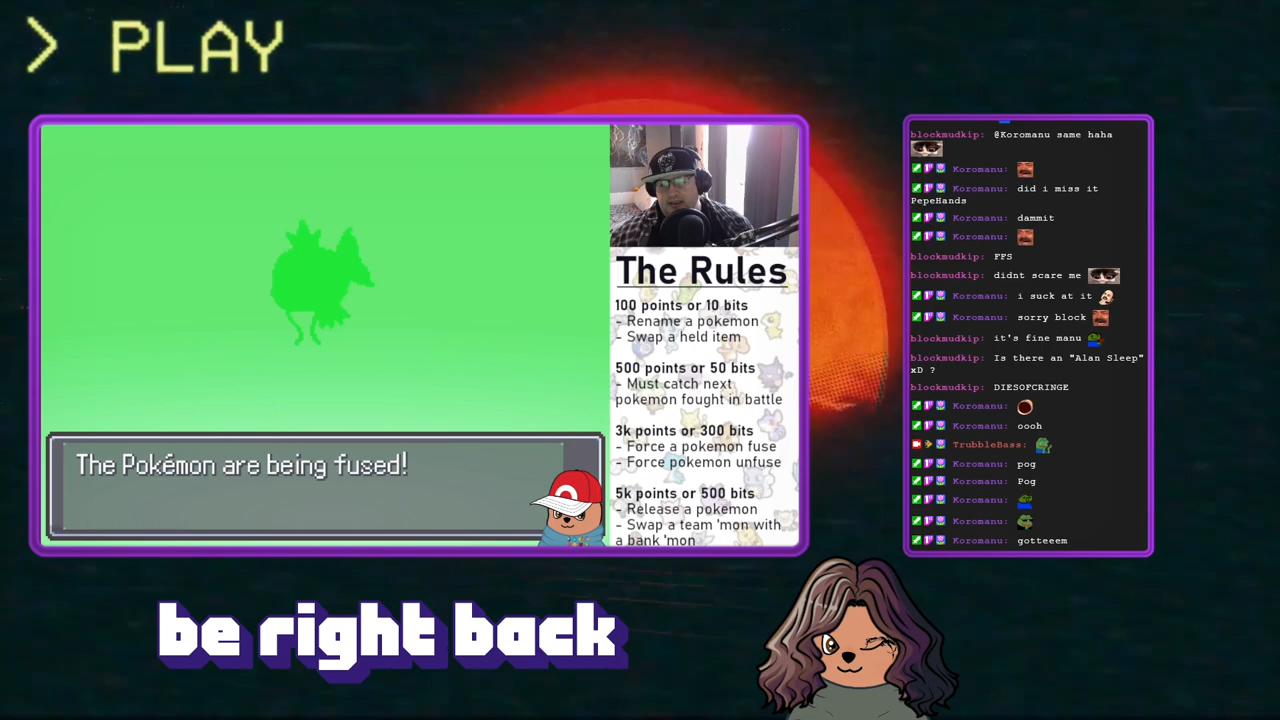 > PLAY
The Pokémon are being fused!
The Rules
100 points or 10 bits
- Rename a pokemon
- Swap a held item
500 points or 50 bits
- Must catch next
pokemon fought in battle
3k points or 300 bits
- Force a pokemon fuse
- Force pokemon unfuse
5k points or 500 bits
- Release a pokemon
- Swap a team 'mon with
a bank 'mon
blockmudkip: @Koromanu same haha
Koromanu:
Koromanu: did i miss it
PepeHands
Koromanu: dammit
Koromanu:
blockmudkip: FFS
blockmudkip: didnt scare me
Koromanu: i suck at it
Koromanu: sorry block
blockmudkip: it's fine manu
blockmudkip: Is there an "Alan Sleep"
xD ?
blockmudkip: DIESOFCRINGE
Koromanu:
Koromanu: oooh
TrubbleBass:
Koromanu: pog
Koromanu: Pog
Koromanu:
Koromanu:
Koromanu: gotteeem
be right back